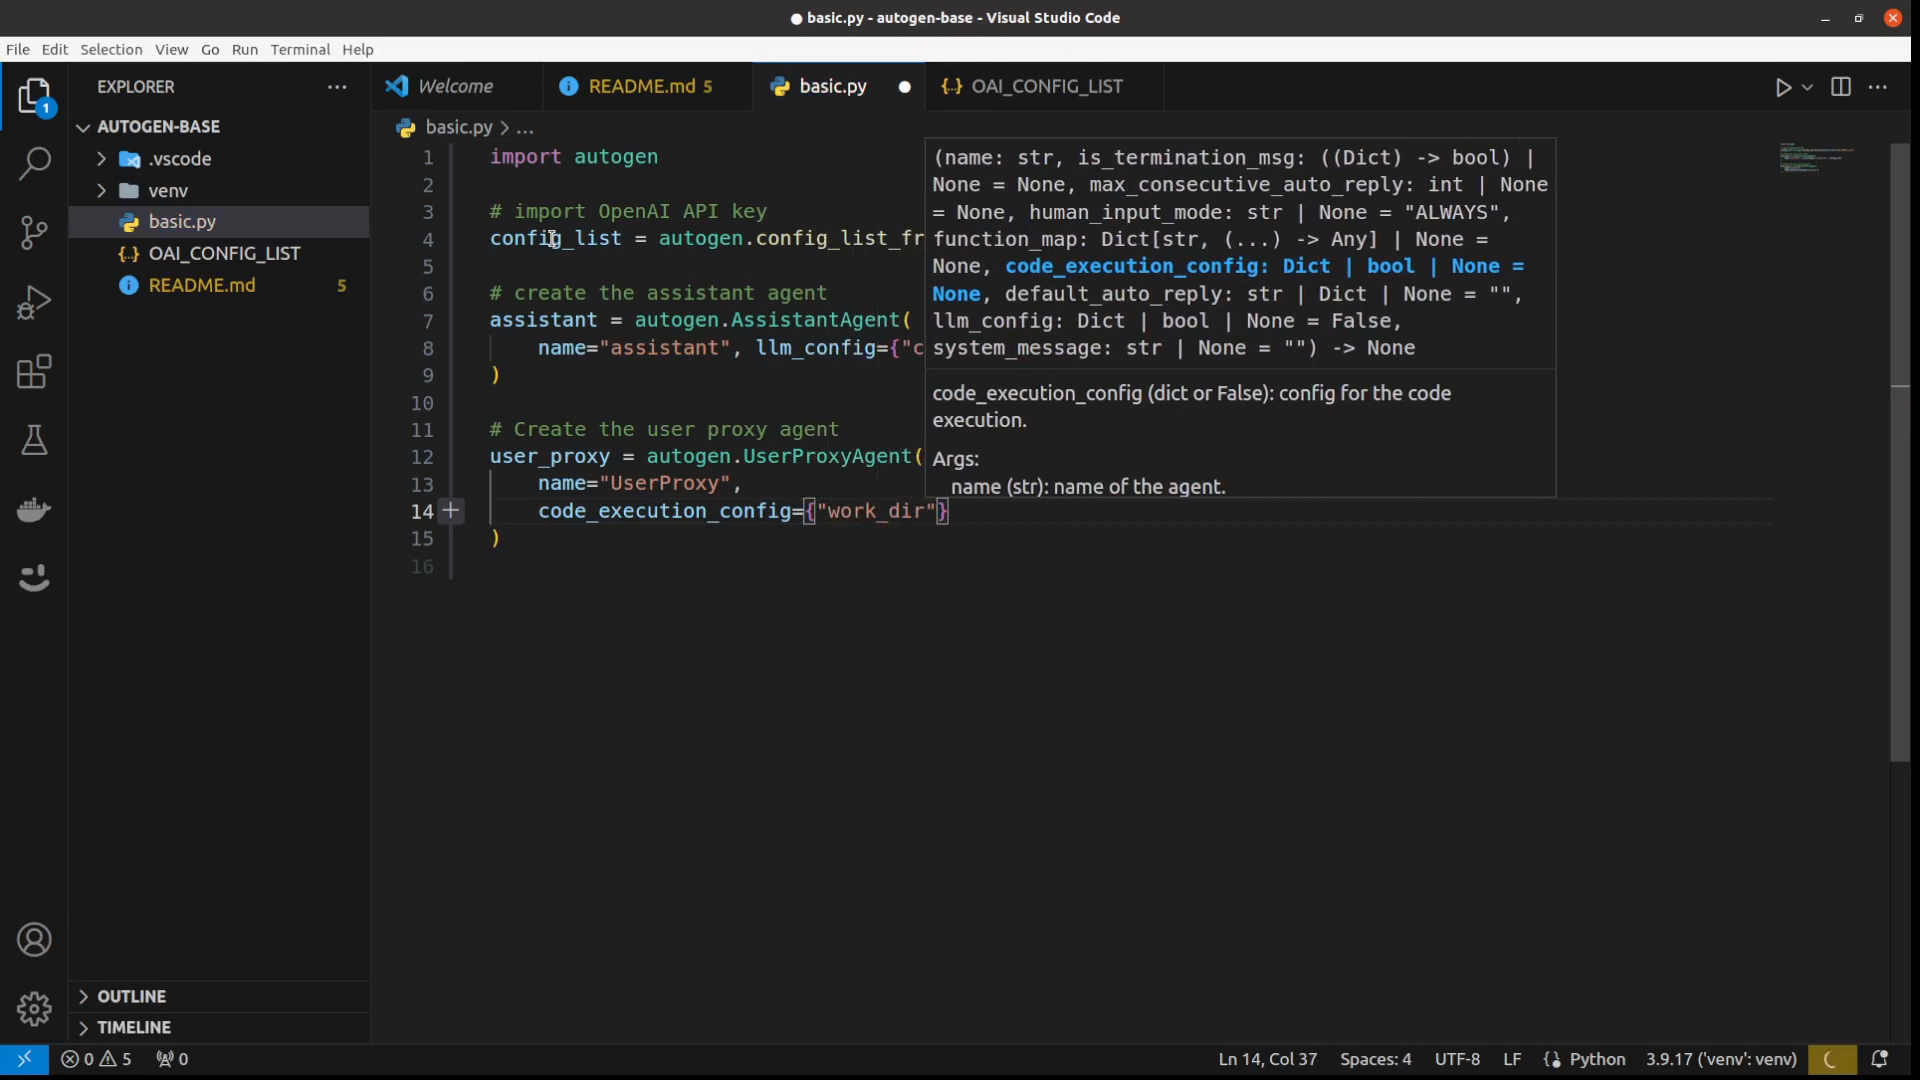 basic.py - autogen-base - Visual Studio Code
File Edit Selection View Go Run Terminal Help
EXPLORER
Welcome
README.md 5
basic.py
OAI_CONFIG_LIST
1
AUTOGEN-BASE
.vscode
venv
basic.py
OAI_CONFIG_LIST
README.md 5
OUTLINE
TIMELINE
basic.py > ...
1 import autogen
2
3 # import OpenAI API key
4 config_list = autogen.config_list_fr
5
6 # create the assistant agent
7 assistant = autogen.AssistantAgent(
8 name="assistant", llm_config={"c
9 )
10
11 # Create the user proxy agent
12 user_proxy = autogen.UserProxyAgent(
13 name="UserProxy",
14 code_execution_config={"work_dir"}
15 )
16
(name: str, is_termination_msg: ((Dict) -> bool) |
None = None, max_consecutive_auto_reply: int | None
= None, human_input_mode: str | None = "ALWAYS",
function_map: Dict[str, (...) -> Any] | None =
None, code_execution_config: Dict | bool | None =
None, default_auto_reply: str | Dict | None = "",
llm_config: Dict | bool | None = False,
system_message: str | None = "") -> None
code_execution_config (dict or False): config for the code
execution.
Args:
name (str): name of the agent.
0 5 0
Ln 14, Col 37 Spaces: 4 UTF-8 LF Python 3.9.17 ('venv': venv)